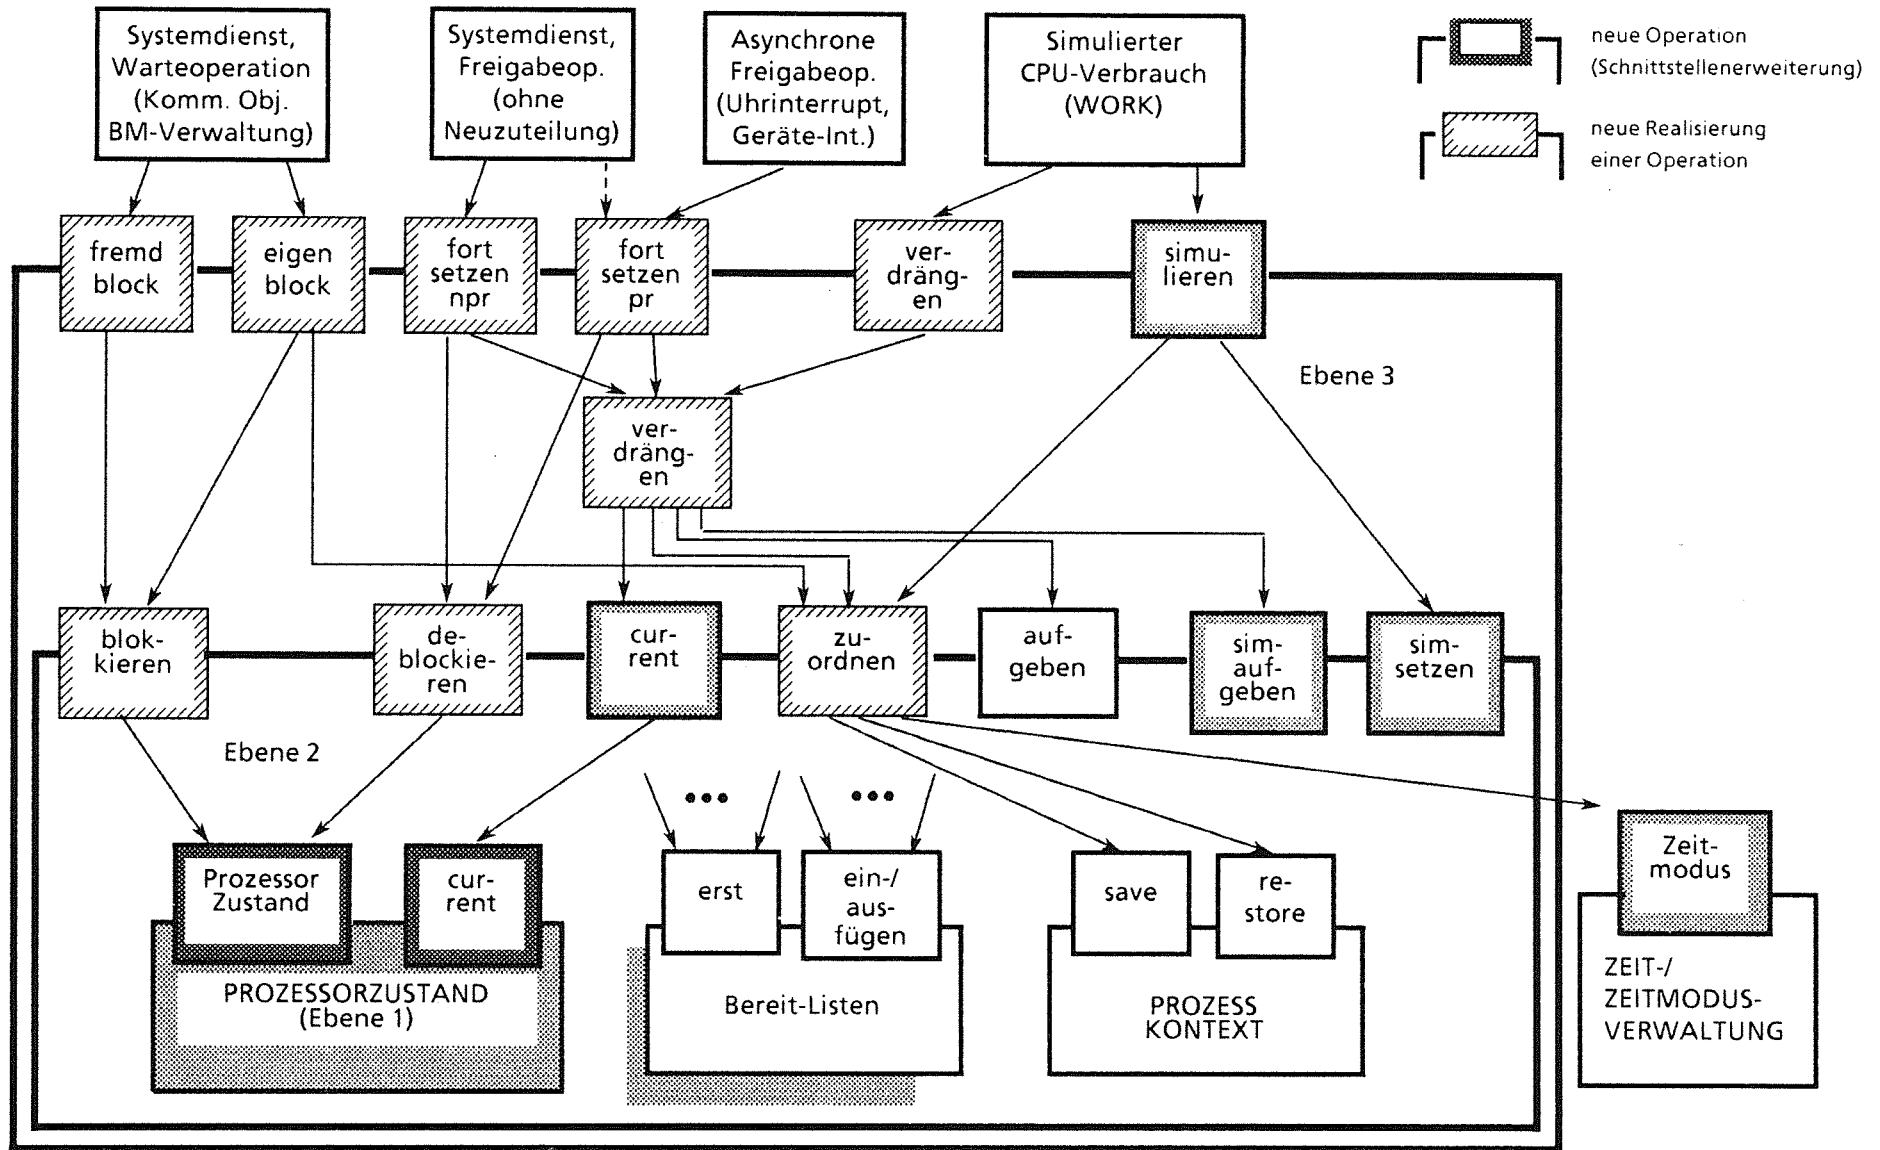 Systemdienst,
Warteoperation
(Komm. Obj.
BM-Verwaltung)
Systemdienst,
Freigabeop.
(ohne
Neuzuteilung)
Asynchrone
Freigabeop.
(Uhrinterrupt,
Geräte-Int.)
Simulierter
CPU-Verbrauch
(WORK)
neue Operation
(Schnittstellenerweiterung)
neue Realisierung
einer Operation
fremd
block
eigen
block
fort
setzen
npr
fort
setzen
pr
ver-
dräng-
en
simu-
lieren
Ebene 3
ver-
dräng-
en
blok-
kieren
de-
blockie-
ren
cur-
rent
zu-
ordnen
auf-
geben
sim-
auf-
geben
sim-
setzen
Ebene 2
Prozessor
Zustand
cur-
rent
erst
ein-/
aus-
fügen
save
re-
store
Zeit-
modus
PROZESSORZUSTAND
(Ebene 1)
Bereit-Listen
PROZESS
KONTEXT
ZEIT-/
ZEITMODUS-
VERWALTUNG